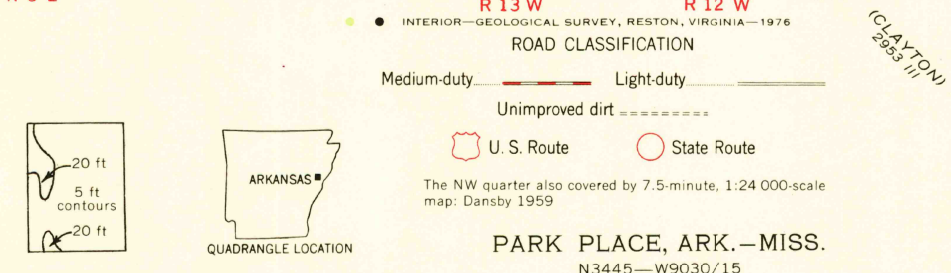 R 13 W R 12 W
INTERIOR—GEOLOGICAL SURVEY, RESTON, VIRGINIA—1976
(CLAYTON)
2953 III
ROAD CLASSIFICATION
Medium-duty Light-duty
Unimproved dirt
U. S. Route State Route
20 ft
5 ft
contours
20 ft
ARKANSAS
QUADRANGLE LOCATION
The NW quarter also covered by 7.5-minute, 1:24 000-scale
map: Dansby 1959
PARK PLACE, ARK.—MISS.
N3445—W9030/15